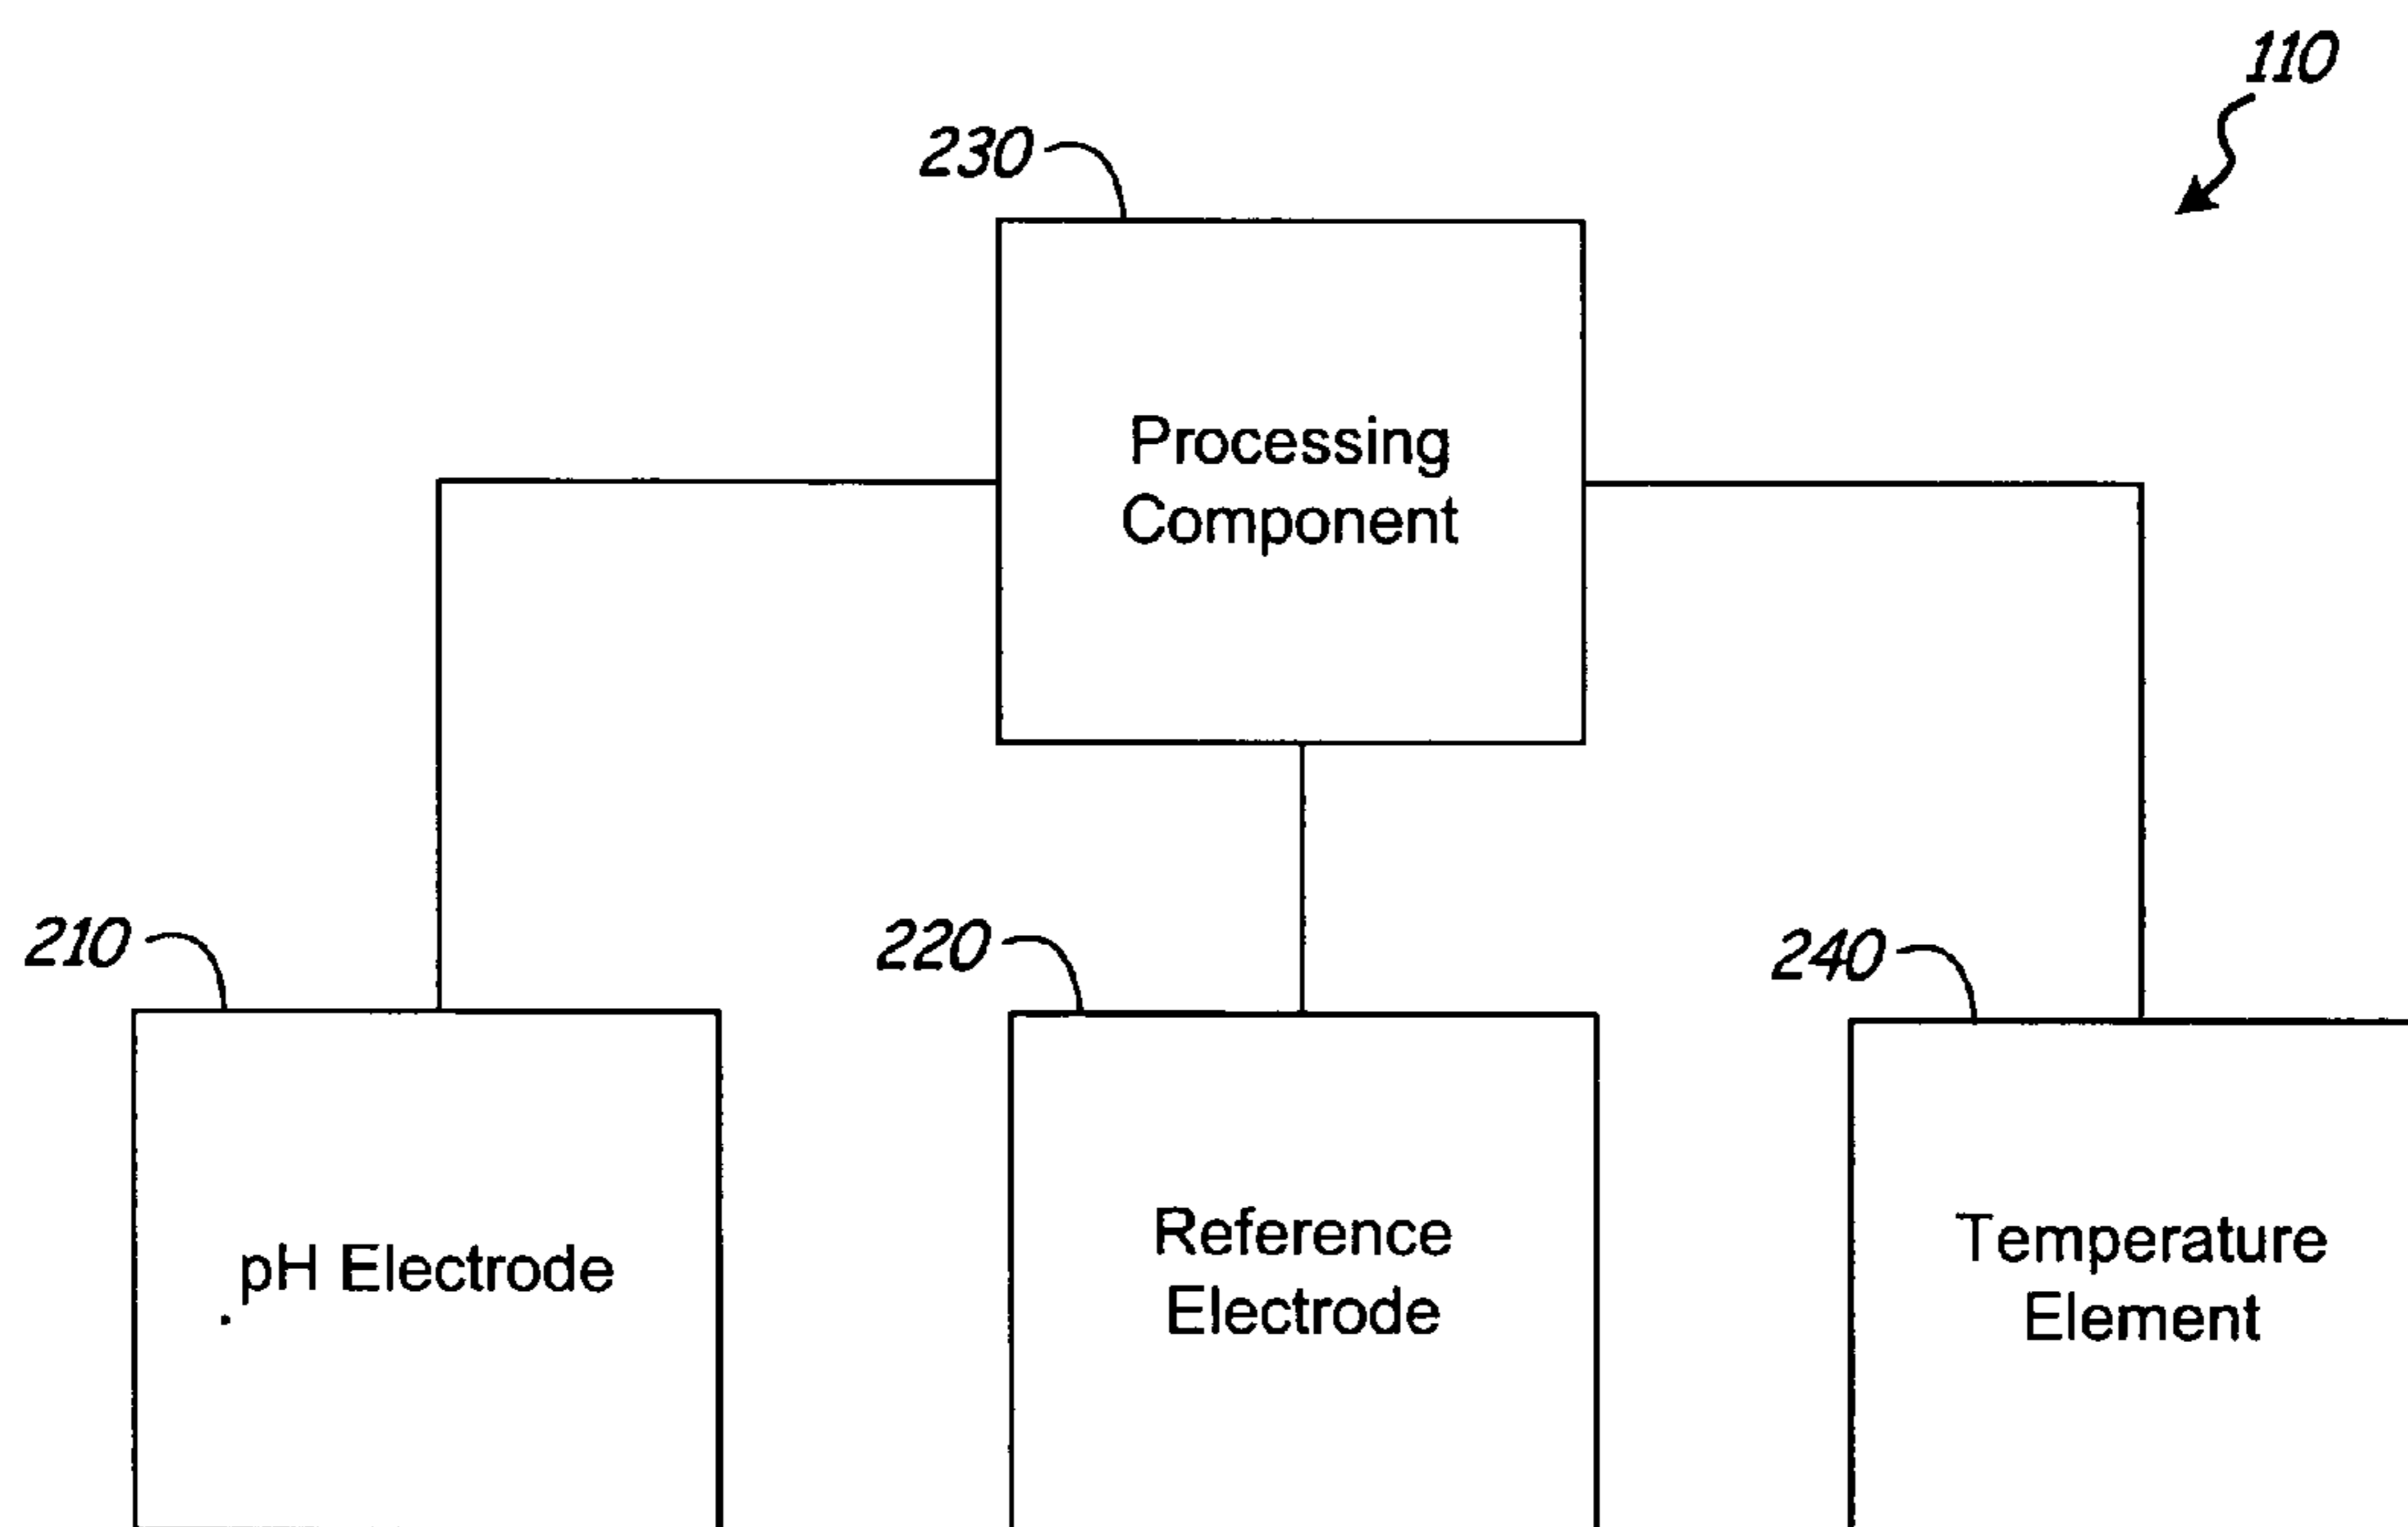 110
230
Processing
Component
210
220
240
pH Electrode
Reference
Electrode
Temperature
Element